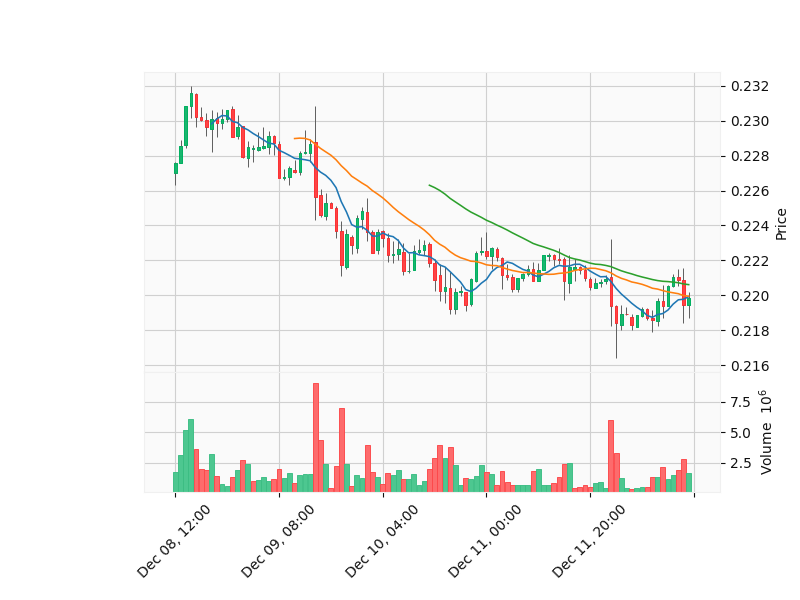 0.232
0.230
0.228
0.226
0.224
0.222
0.220
0.218
0.216
Price
7.5
5.0
2.5
Volume 10⁶
Dec 08, 12:00
Dec 09, 08:00
Dec 10, 04:00
Dec 11, 00:00
Dec 11, 20:00